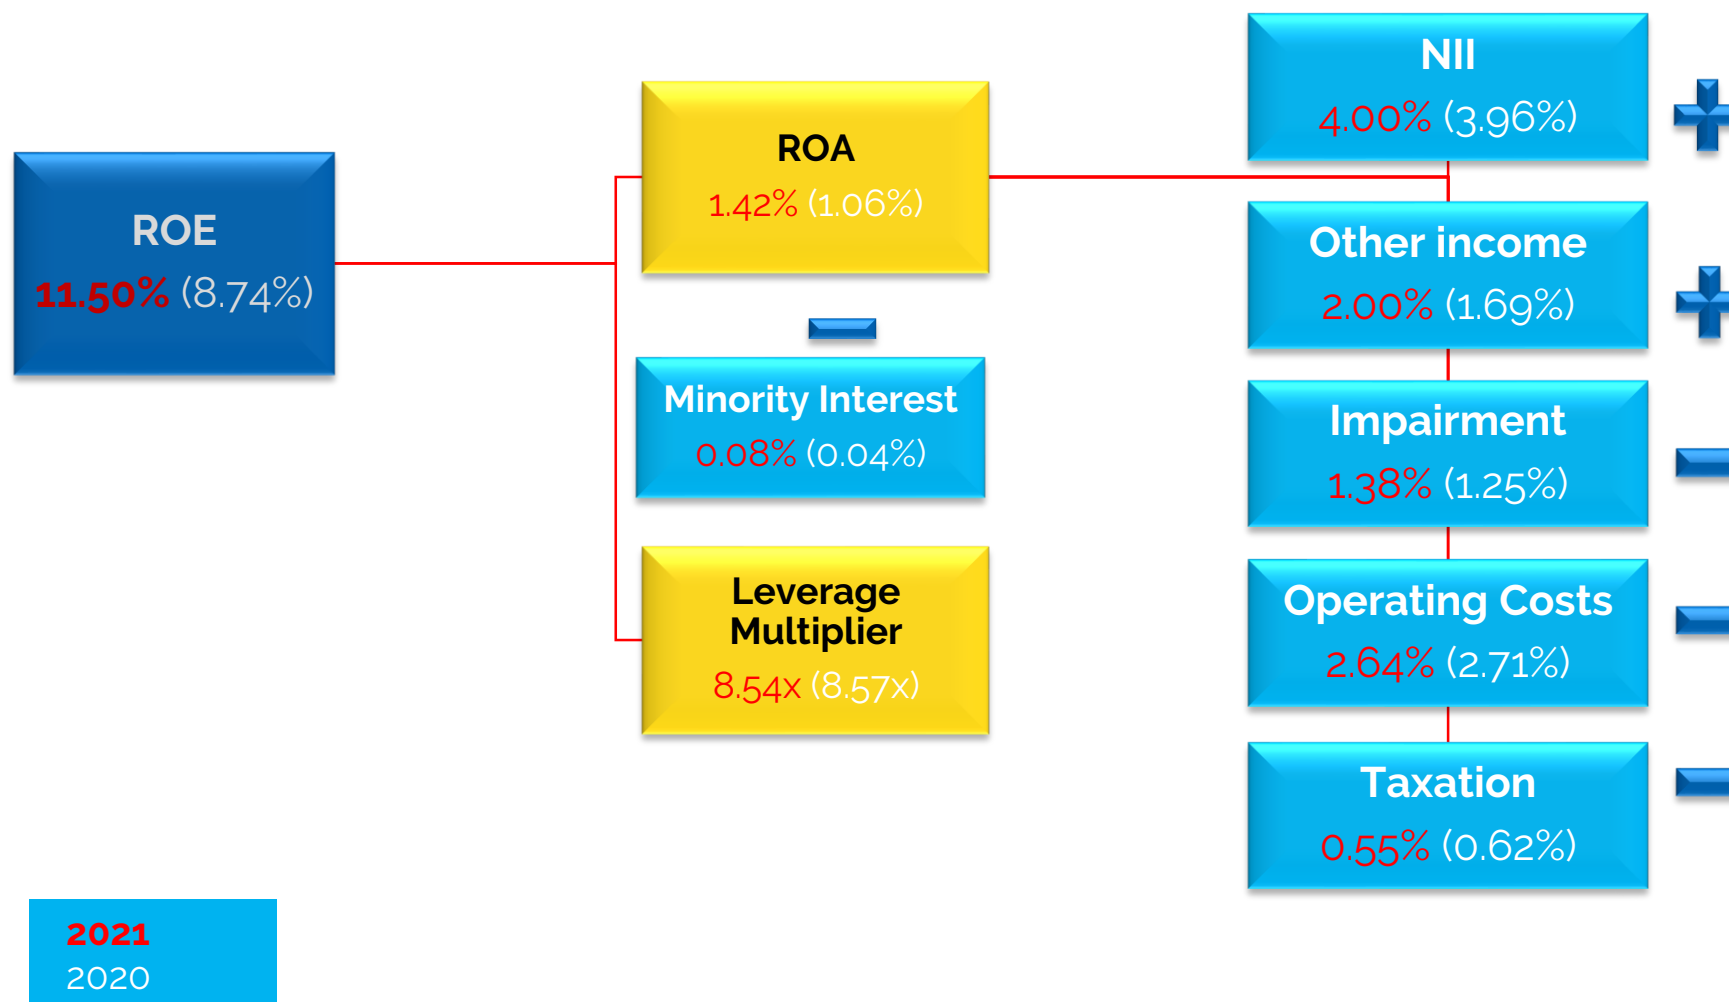 ROE
11.50% (8.74%)
ROA
1.42% (1.06%)
Minority Interest
0.08% (0.04%)
Leverage
Multiplier
8.54x (8.57x)
NII
4.00% (3.96%)
Other income
2.00% (1.69%)
Impairment
1.38% (1.25%)
Operating Costs
2.64% (2.71%)
Taxation
0.55% (0.62%)
2021
2020